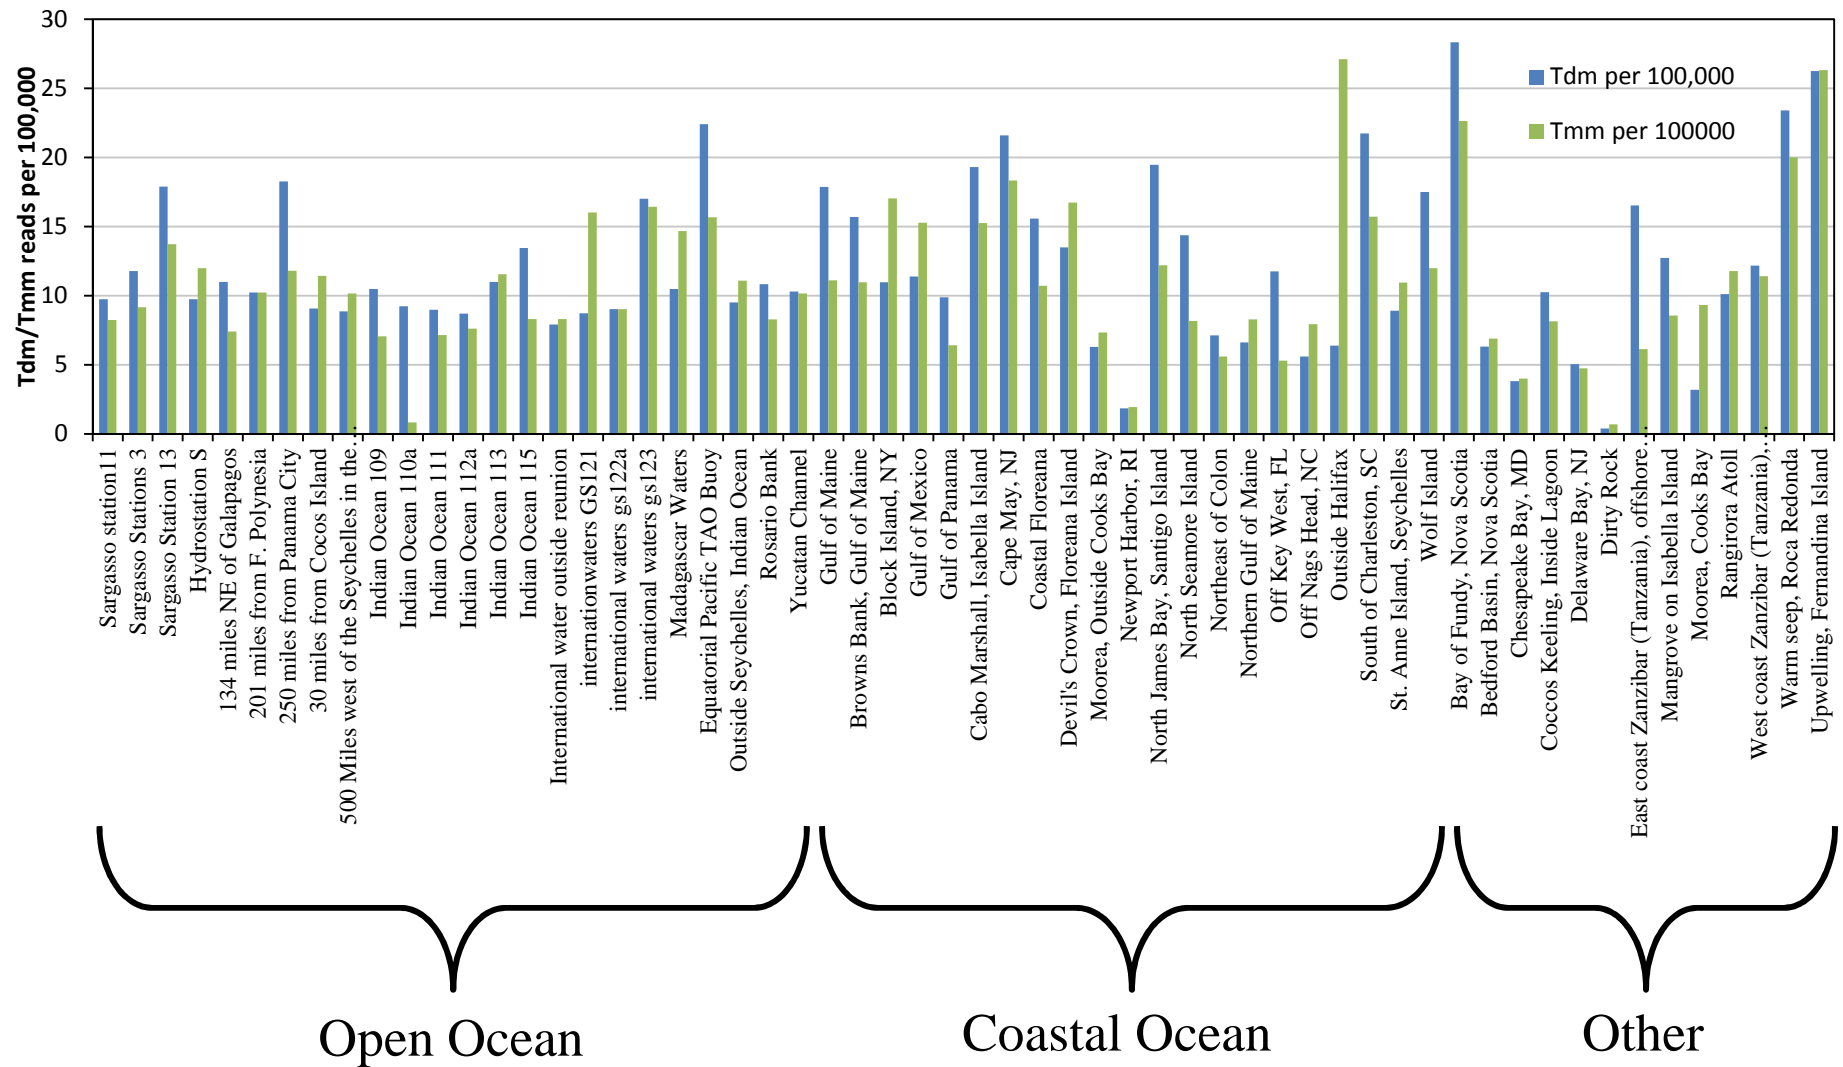 Tdm/Tmm reads per 100,000
30
25
20
15
10
5
0
Tdm per 100,000
Tmm per 100000
Sargasso station11
Sargasso Stations 3
Sargasso Station 13
Hydrostation S
134 miles NE of Galapagos
201 miles from F. Polynesia
250 miles from Panama City
30 miles from Cocos Island
500 Miles west of the Seychelles in the…
Indian Ocean 109
Indian Ocean 110a
Indian Ocean 111
Indian Ocean 112a
Indian Ocean 113
Indian Ocean 115
International water outside reunion
internationwaters GS121
international waters gs122a
international waters gs123
Madagascar Waters
Equatorial Pacific TAO Buoy
Outside Seychelles, Indian Ocean
Rosario Bank
Yucatan Channel
Gulf of Maine
Browns Bank, Gulf of Maine
Block Island, NY
Gulf of Mexico
Gulf of Panama
Cabo Marshall, Isabella Island
Cape May, NJ
Coastal Floreana
Devil's Crown, Floreana Island
Moorea, Outside Cooks Bay
Newport Harbor, RI
North James Bay, Santigo Island
North Seamore Island
Northeast of Colon
Northern Gulf of Maine
Off Key West, FL
Off Nags Head, NC
Outside Halifax
South of Charleston, SC
St. Anne Island, Seychelles
Wolf Island
Bay of Fundy, Nova Scotia
Bedford Basin, Nova Scotia
Chesapeake Bay, MD
Coccos Keeling, Inside Lagoon
Delaware Bay, NJ
Dirty Rock
East coast Zanzibar (Tanzania), offshore…
Mangrove on Isabella Island
Moorea, Cooks Bay
Rangirora Atoll
West coast Zanzibar (Tanzania),…
Warm seep, Roca Redonda
Upwelling, Fernandina Island
Open Ocean
Coastal Ocean
Other